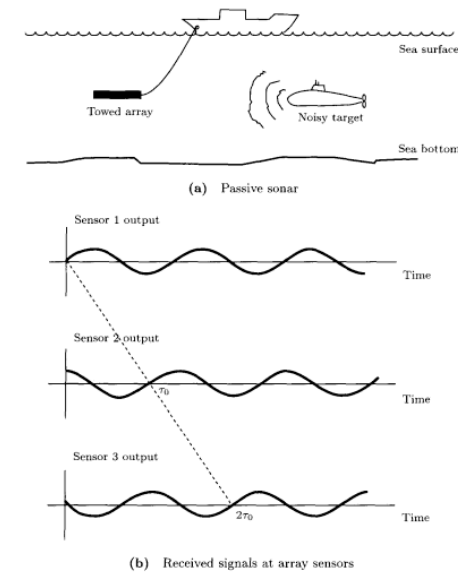 Sea surface
Towed array
Noisy target
Sea bottom
(a) Passive sonar
Sensor 1 output
Time
Sensor 2 output
τ₀
Time
Sensor 3 output
2τ₀
Time
(b) Received signals at array sensors